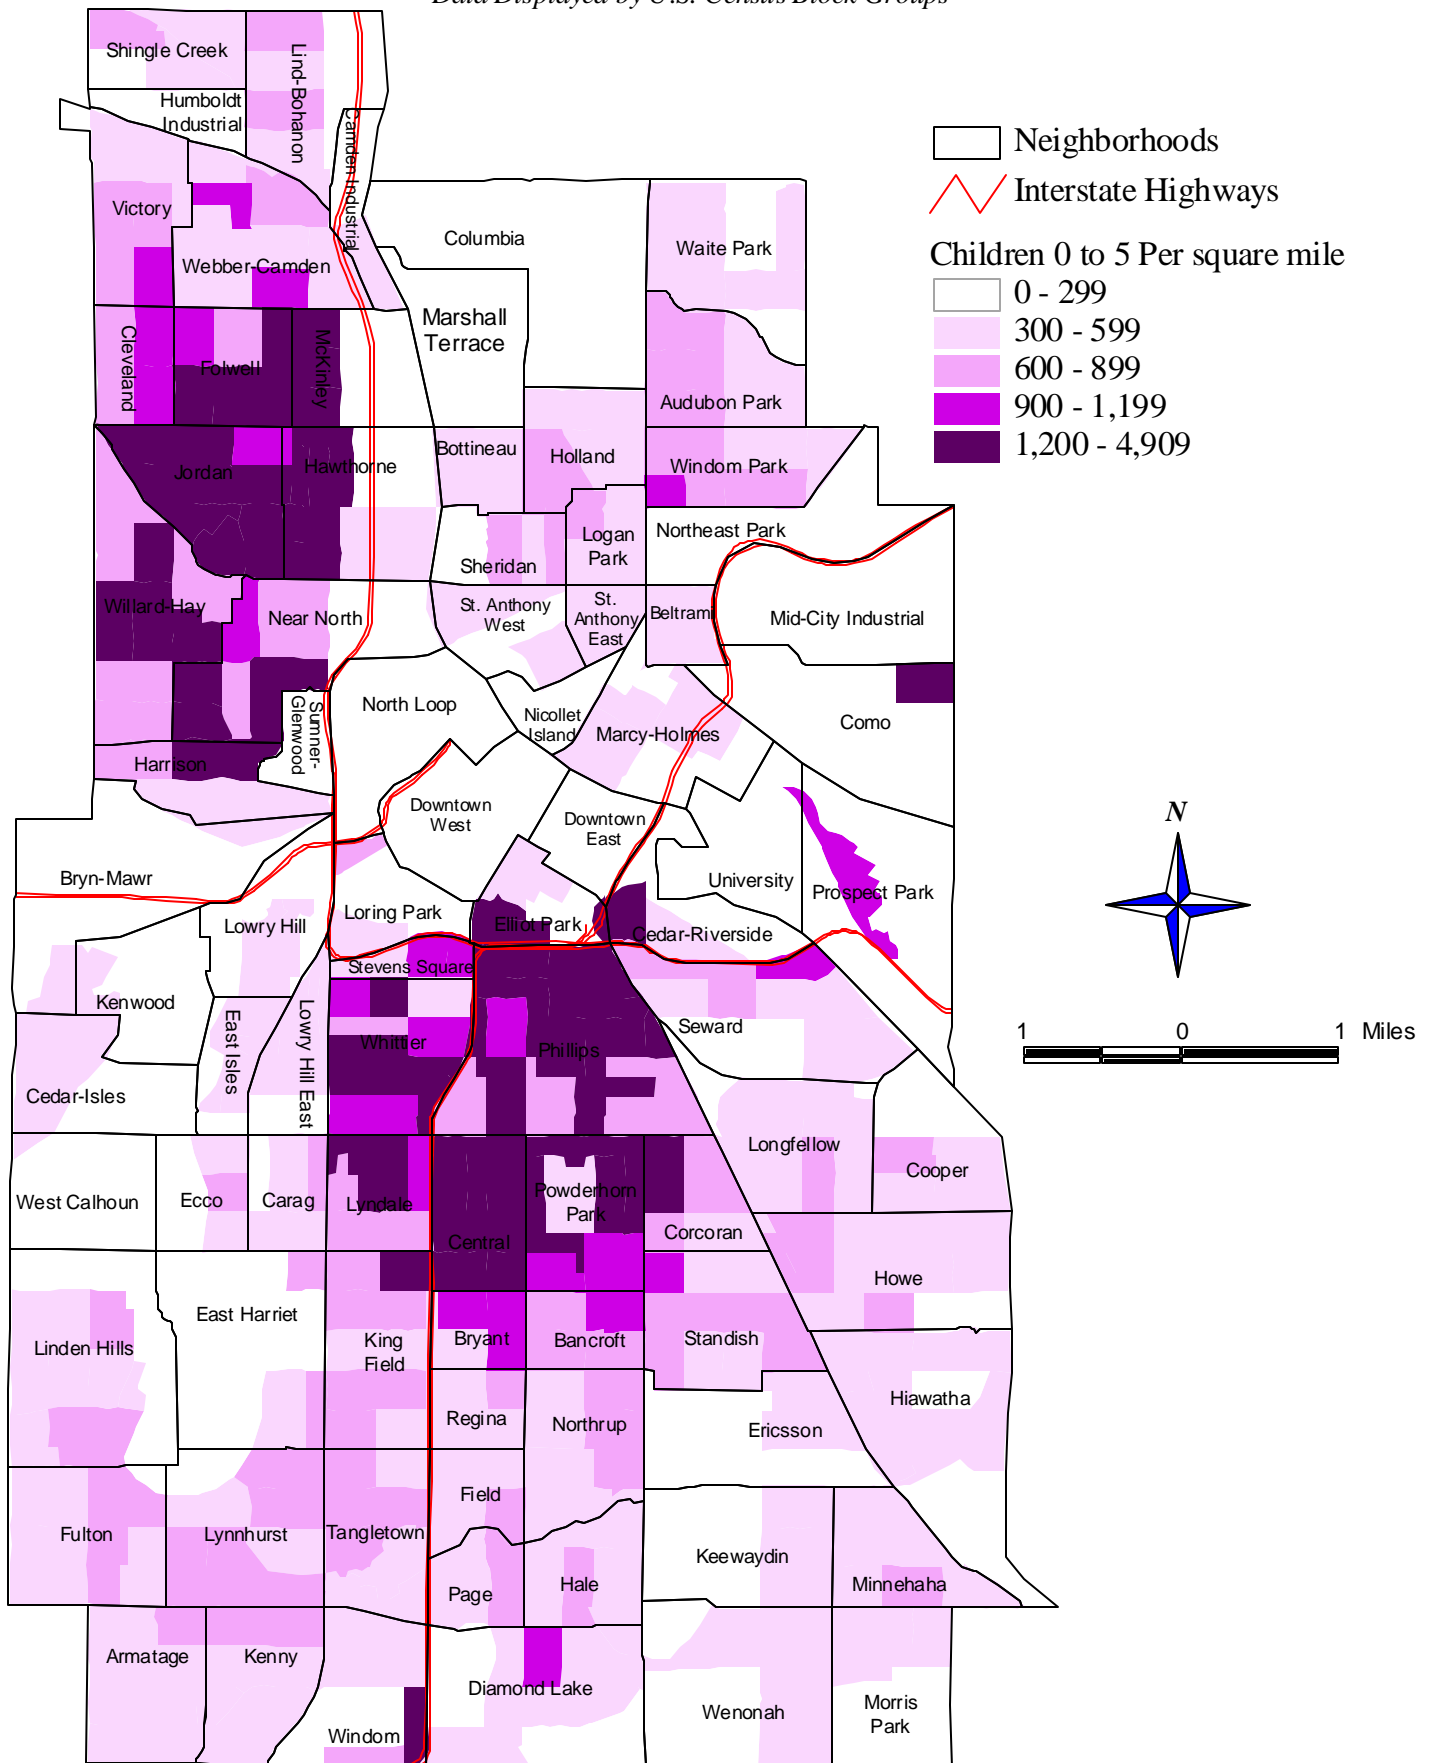 Data Displayed by U.S. Census Block Groups
Shingle Creek
Lind-Bohanon
Humboldt
Industrial
Camden Industrial
Victory
Webber-Camden
Columbia
Waite Park
Marshall
Terrace
Cleveland
Folwell
McKinley
Audubon Park
Jordan
Hawthorne
Bottineau
Holland
Windom Park
Northeast Park
Logan
Park
Sheridan
Willard-Hay
Near North
St. Anthony
West
St.
Anthony
East
Beltrami
Mid-City Industrial
North Loop
Sumner-
Glenwood
Nicollet
Island
Marcy-Holmes
Como
Harrison
Downtown
West
Downtown
East
Bryn-Mawr
University
Prospect Park
Lowry Hill
Loring Park
Elliot Park
Cedar-Riverside
Stevens Square
Kenwood
East Isles
Lowry Hill East
Whittier
Phillips
Seward
Cedar-Isles
Longfellow
Cooper
West Calhoun
Ecco
Carag
Lyndale
Powderhorn
Park
Central
Corcoran
Howe
East Harriet
Linden Hills
King
Field
Bryant
Bancroft
Standish
Hiawatha
Regina
Northrup
Ericsson
Field
Fulton
Lynnhurst
Tangletown
Keewaydin
Minnehaha
Page
Hale
Armatage
Kenny
Diamond Lake
Wenonah
Morris
Park
Windom
Neighborhoods
Interstate Highways
Children 0 to 5 Per square mile
0 - 299
300 - 599
600 - 899
900 - 1,199
1,200 - 4,909
N
1 0 1 Miles